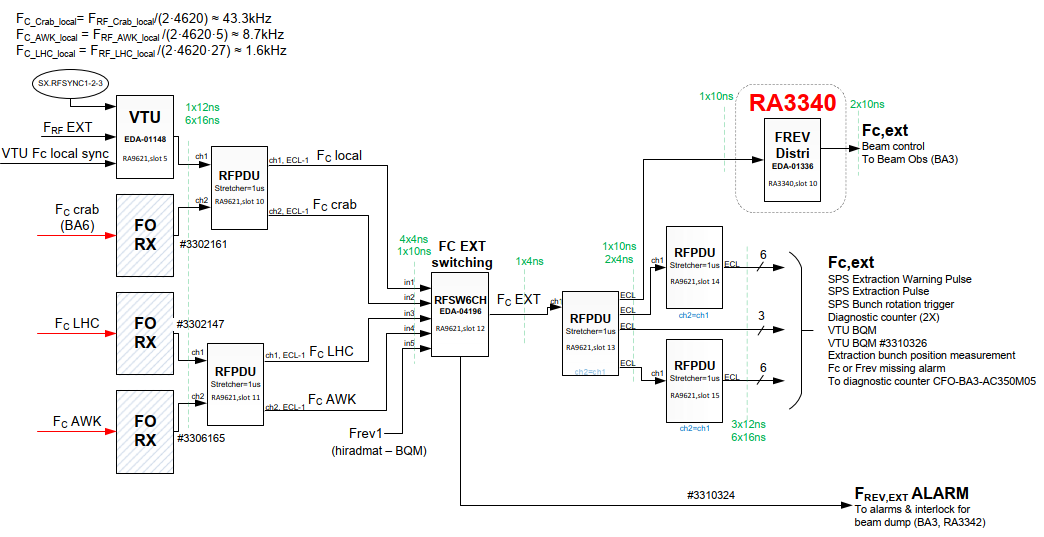 FC_Crab_local= FRF_Crab_local/(2·4620) ≈ 43.3kHz
FC_AWK_local = FRF_AWK_local /(2·4620·5) ≈ 8.7kHz
FC_LHC_local = FRF_LHC_local /(2·4620·27) ≈ 1.6kHz
SX.RFSYNC1-2-3
VTU
EDA-01148
RA9621,slot 5
FRF EXT
VTU Fc local sync
1x12ns
6x16ns
FC crab
(BA6)
FO
RX
#3302161
ch1
ch2
RFPDU
Stretcher=1us
RA9621,slot 10
ch1, ECL-1
FC local
ch2, ECL-1
FC crab
FC LHC
FO
RX
#3302147
FC AWK
FO
RX
#3306165
ch1
ch2
RFPDU
Stretcher=1us
RA9621,slot 11
ch1, ECL-1
FC LHC
ch2, ECL-1
FC AWK
Frev1
(hiradmat – BQM)
4x4ns
1x10ns
FC EXT
switching
in1
in2
in3
in4
in5
RFSW6CH
EDA-04196
RA9621,slot 12
1x4ns
FC EXT
ch1
RFPDU
Stretcher=1us
RA9621,slot 13
ch2=ch1
1x10ns
2x4ns
ECL
ECL
ECL
ECL
1x10ns
RA3340
FREV
Distri
EDA-01336
RA3340,slot 10
2x10ns
Fc,ext
Beam control
To Beam Obs (BA3)
ch1
RFPDU
Stretcher=1us
RA9621,slot 14
ch2=ch1
ECL
6
3
ch1
RFPDU
Stretcher=1us
RA9621,slot 15
ch2=ch1
ECL
6
3x12ns
6x16ns
Fc,ext
SPS Extraction Warning Pulse
SPS Extraction Pulse
SPS Bunch rotation trigger
Diagnostic counter (2X)
VTU BQM
VTU BQM #3310326
Extraction bunch position measurement
Fc or Frev missing alarm
To diagnostic counter CFO-BA3-AC350M05
#3310324
FREV,EXT ALARM
To alarms & interlock for
beam dump (BA3, RA3342)